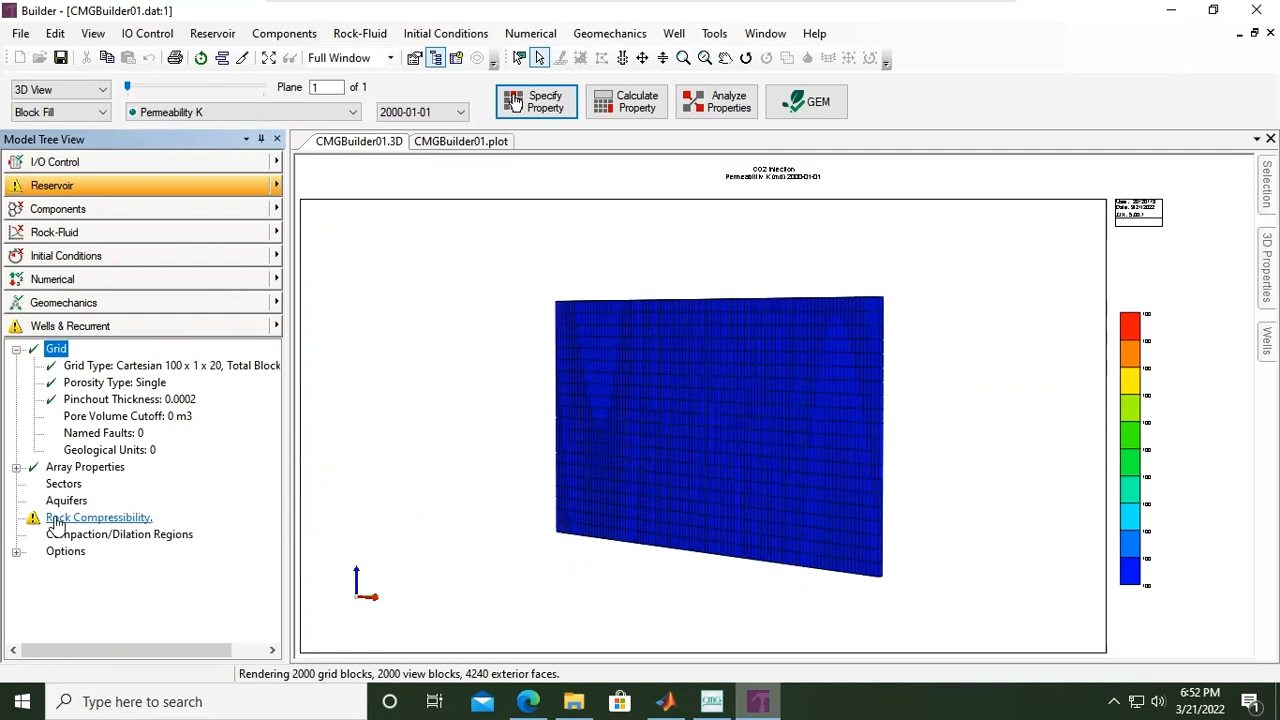 Builder - [CMGBuilder01.dat:1]
File Edit View IO Control Reservoir Components Rock-Fluid Initial Conditions Numerical Geomechanics Well Tools Window Help
Full Window
3D View Plane 1 of 1
Block Fill Permeability K 2000-01-01
Specify Property
Calculate Property
Analyze Properties
GEM
Model Tree View
CMGBuilder01.3D CMGBuilder01.plot
I/O Control
Reservoir
Components
Rock-Fluid
Initial Conditions
Numerical
Geomechanics
Wells & Recurrent
Grid
Grid Type: Cartesian 100 x 1 x 20, Total Block
Porosity Type: Single
Pinchout Thickness: 0.0002
Pore Volume Cutoff: 0 m3
Named Faults: 0
Geological Units: 0
Array Properties
Sectors
Aquifers
Rock Compressibility.
Compaction/Dilation Regions
Options
CO2 Injection
Permeability K (md) 2000-01-01
Selection
3D Properties
Wells
Rendering 2000 grid blocks, 2000 view blocks, 4240 exterior faces.
Type here to search
6:52 PM
3/21/2022